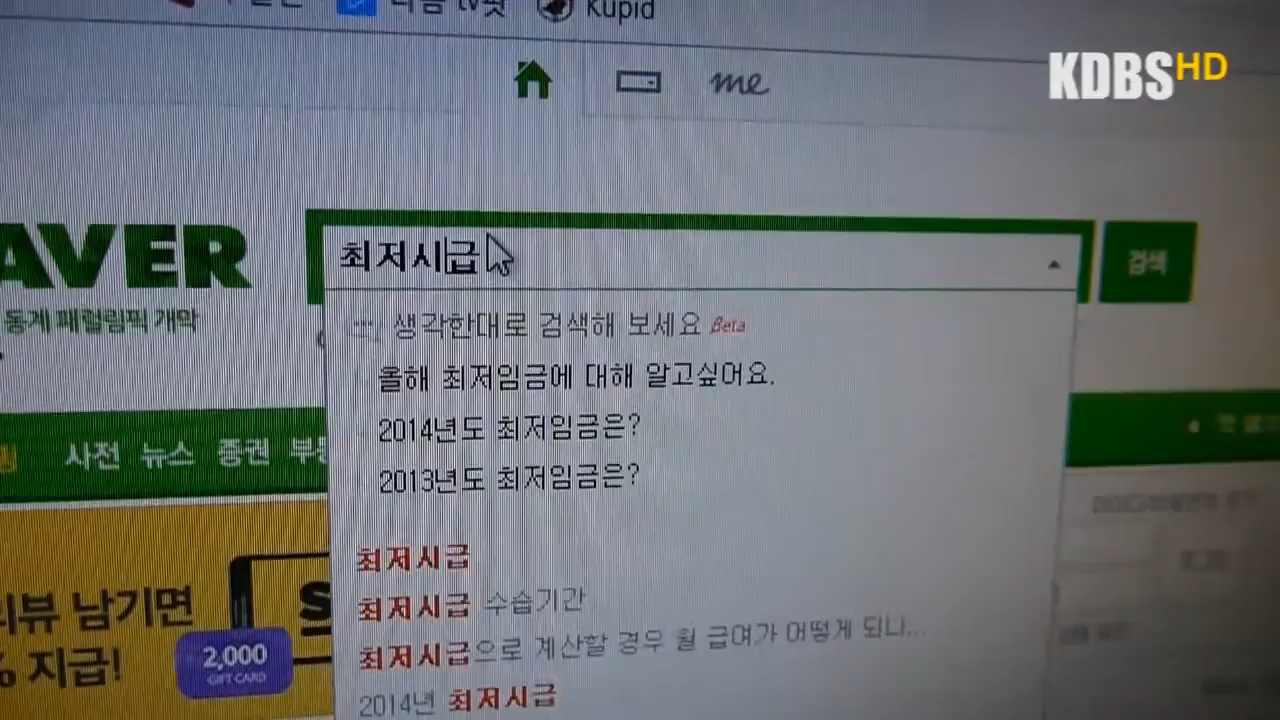 Kupid
me
KDBS HD
AVER
최저시급
검색
동계 패럴림픽 개막
생각한대로 검색해 보세요 Beta
올해 최저임금에 대해 알고싶어요.
2014년도 최저임금은?
사전 뉴스 증권
2013년도 최저임금은?
최저시급
최저시급 수습기간
리뷰 남기면
최저시급으로 계산할 경우 월 급여가 어떻게 되나...
% 지급!
2,000
GIFT CARD
2014년 최저시급